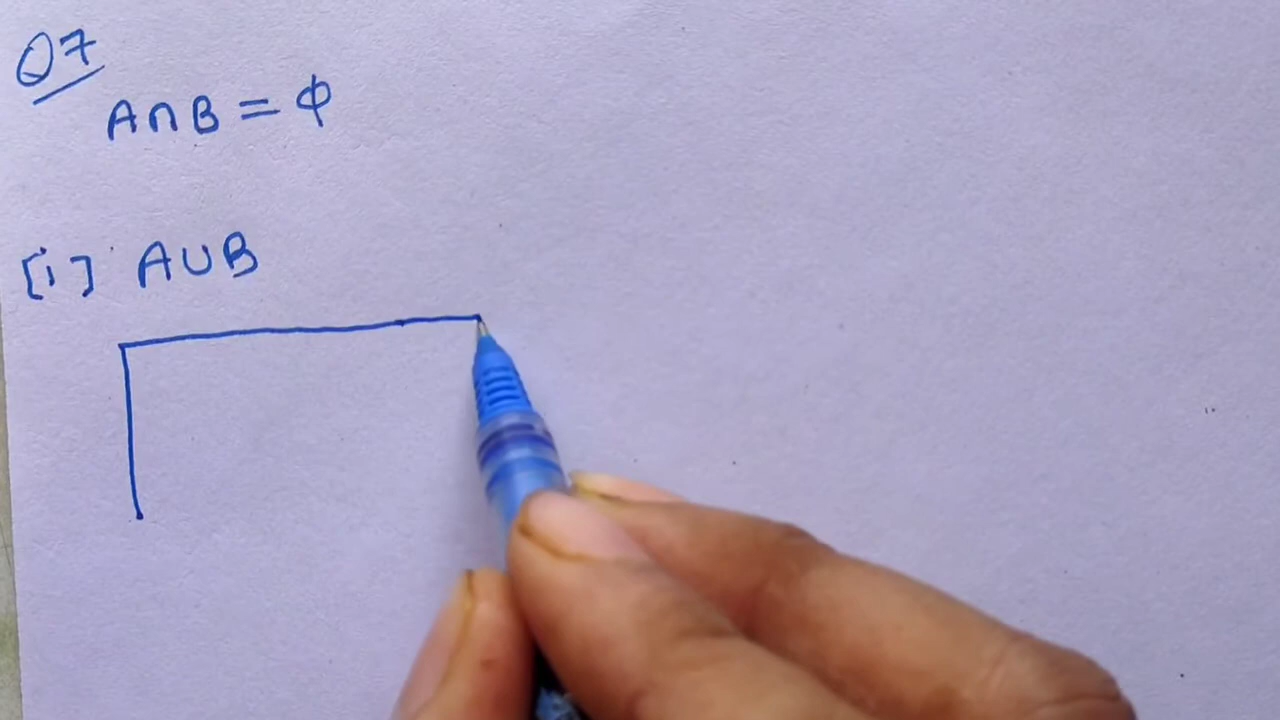 Q7
A∩B = ϕ
[i] A∪B